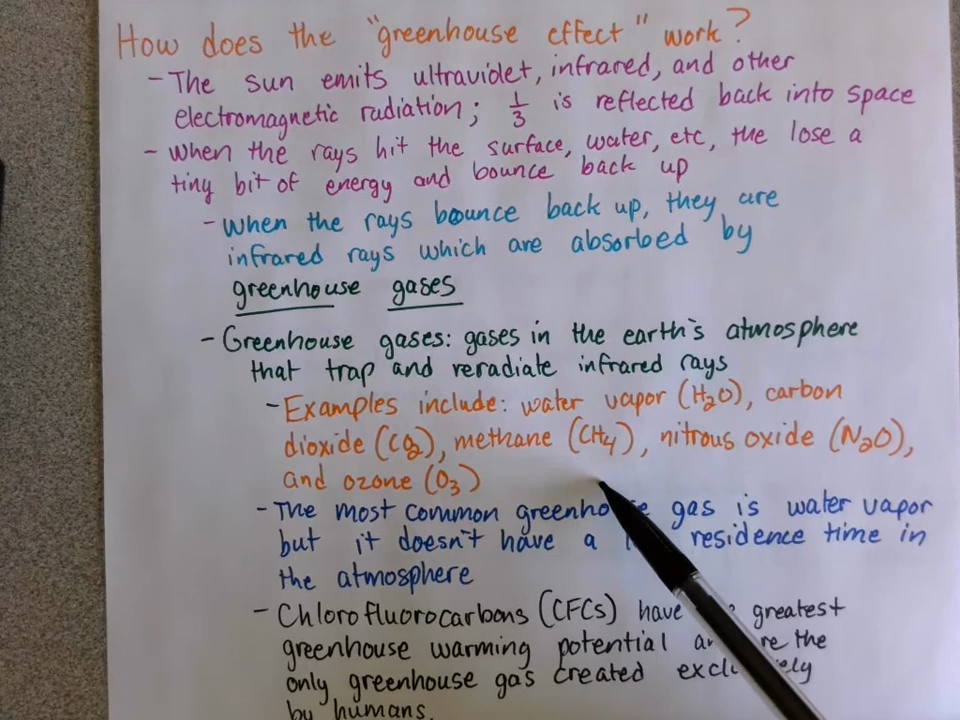 How does the "greenhouse effect" work?
- The sun emits ultraviolet, infrared, and other
electromagnetic radiation; 1/3 is reflected back into space
- When the rays hit the surface, water, etc, the lose a
tiny bit of energy and bounce back up
- When the rays bounce back up, they are
infrared rays which are absorbed by
greenhouse gases
- Greenhouse gases: gases in the earth's atmosphere
that trap and reradiate infrared rays
- Examples include: water vapor (H₂O), carbon
dioxide (CO₂), methane (CH₄), nitrous oxide (N₂O),
and ozone (O₃)
- The most common greenhouse gas is water vapor
but it doesn't have a residence time in
the atmosphere
- Chlorofluorocarbons (CFCs) have greatest
greenhouse warming potential the
only greenhouse gas created exclusively
by humans.